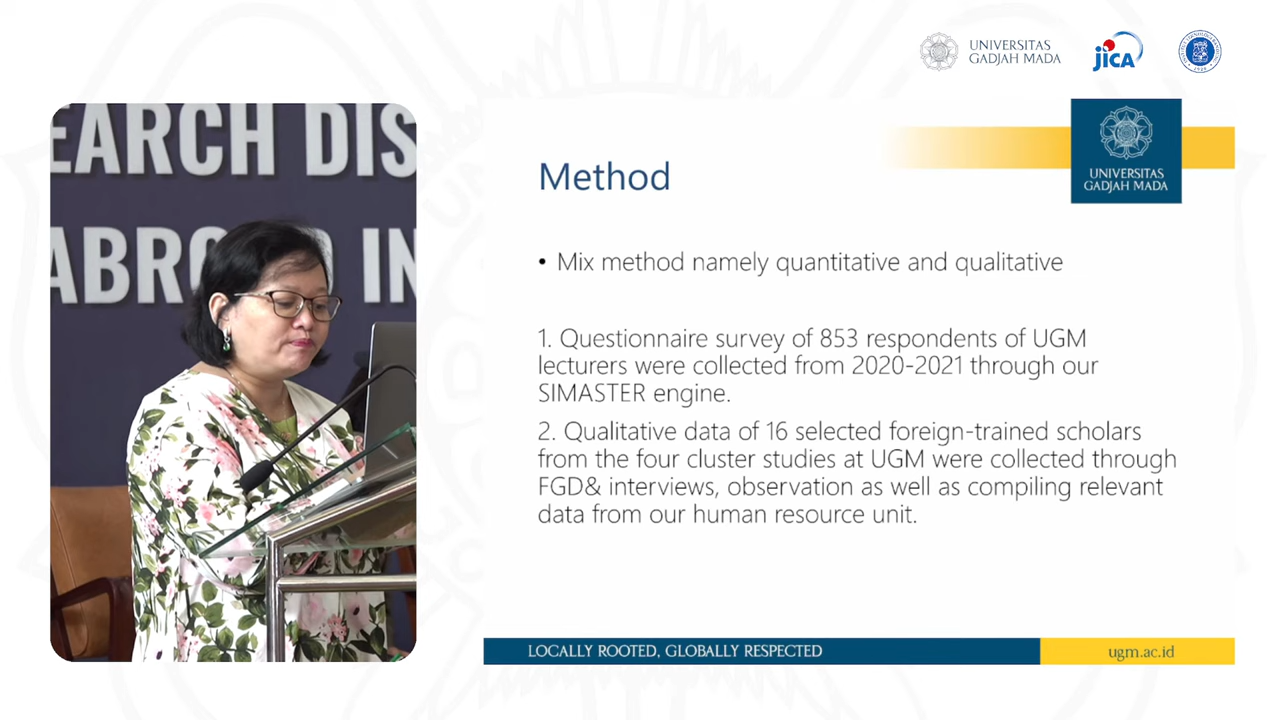 UNIVERSITAS
GADJAH MADA
JICA
EARCH DIS
ABRO D IN
UNIVERSITAS
GADJAH MADA
Method
• Mix method namely quantitative and qualitative
1. Questionnaire survey of 853 respondents of UGM
lecturers were collected from 2020-2021 through our
SIMASTER engine.
2. Qualitative data of 16 selected foreign-trained scholars
from the four cluster studies at UGM were collected through
FGD& interviews, observation as well as compiling relevant
data from our human resource unit.
LOCALLY ROOTED, GLOBALLY RESPECTED
ugm.ac.id